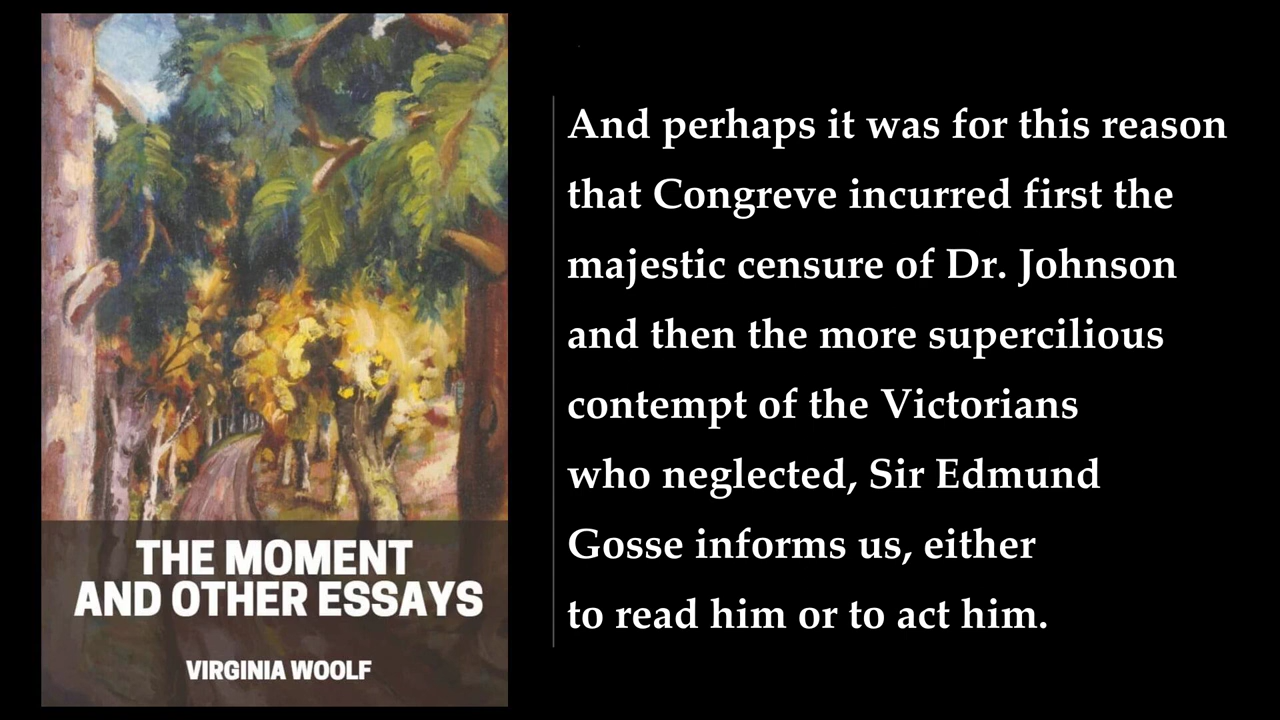 THE MOMENT
AND OTHER ESSAYS
VIRGINIA WOOLF
And perhaps it was for this reason
that Congreve incurred first the
majestic censure of Dr. Johnson
and then the more supercilious
contempt of the Victorians
who neglected, Sir Edmund
Gosse informs us, either
to read him or to act him.